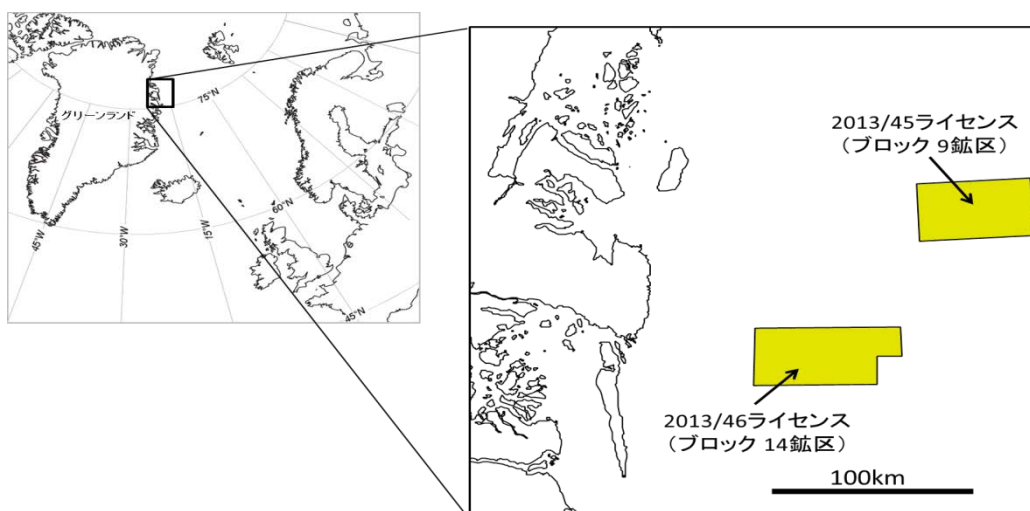 グリーンランド
75°N
60°N
45°N
45°W
30°W
15°W
2013/45ライセンス
(ブロック 9鉱区)
2013/46ライセンス
(ブロック 14鉱区)
100km